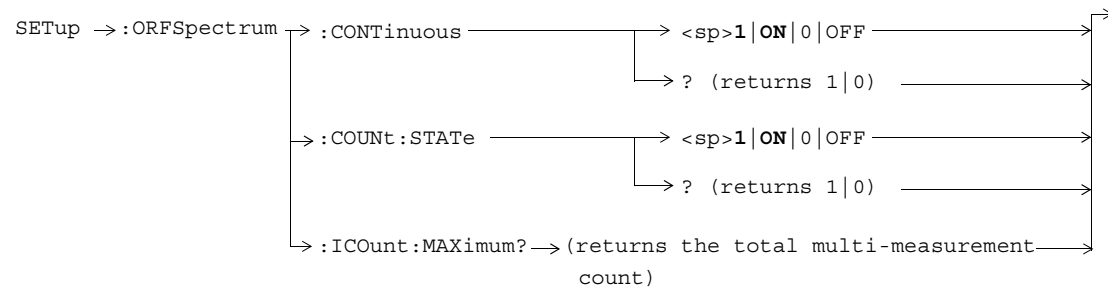 SETup :ORFSpectrum :CONTinuous <sp>1|ON|0|OFF
? (returns 1|0)
:COUNt:STATe <sp>1|ON|0|OFF
? (returns 1|0)
:ICOunt:MAXimum? (returns the total multi-measurement
count)